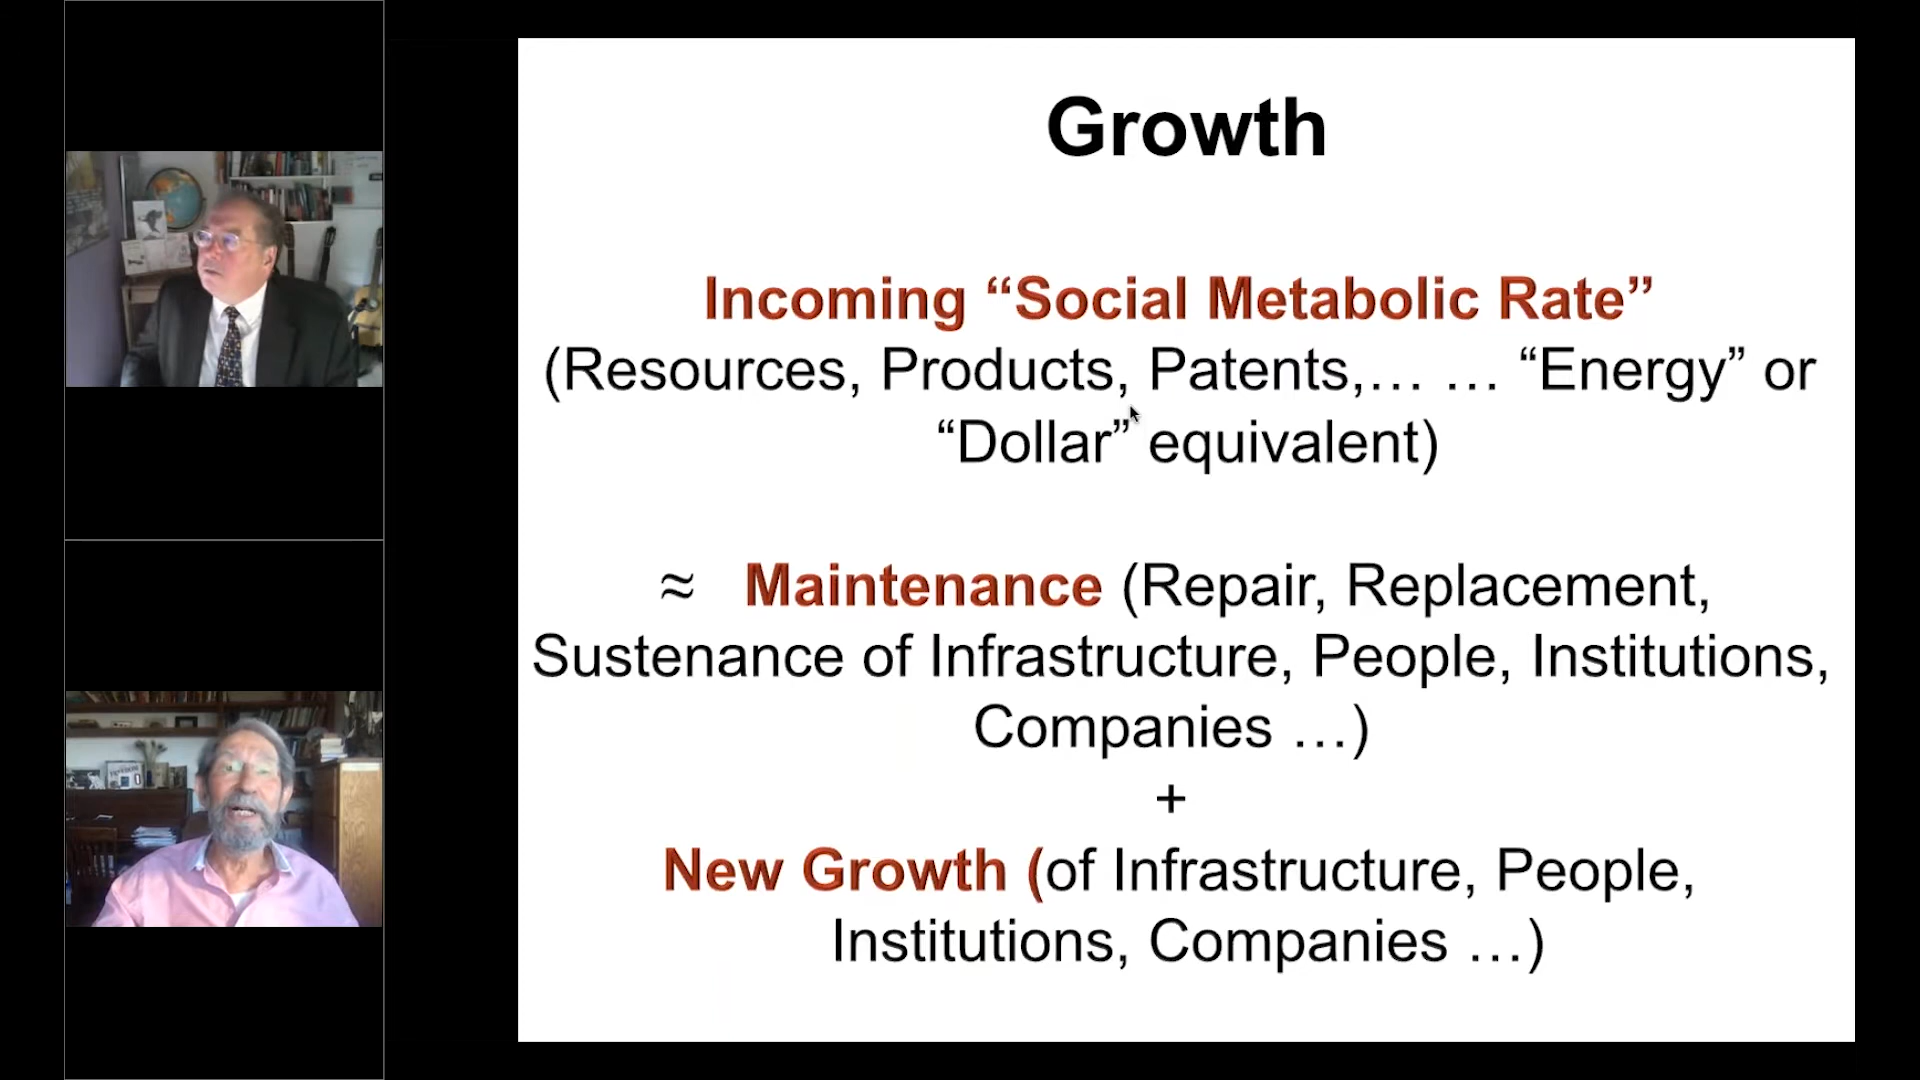 Growth
Incoming “Social Metabolic Rate”
(Resources, Products, Patents,… … “Energy” or
“Dollar” equivalent)
≈ Maintenance (Repair, Replacement,
Sustenance of Infrastructure, People, Institutions,
Companies …)
+
New Growth (of Infrastructure, People,
Institutions, Companies …)